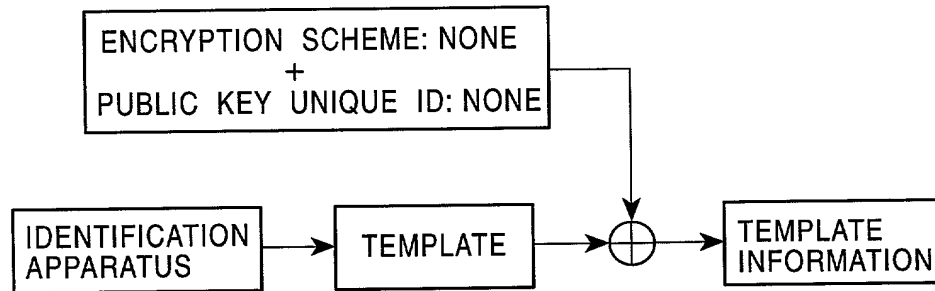 ENCRYPTION SCHEME: NONE
+
PUBLIC KEY UNIQUE ID: NONE
IDENTIFICATION
APPARATUS
TEMPLATE
TEMPLATE
INFORMATION